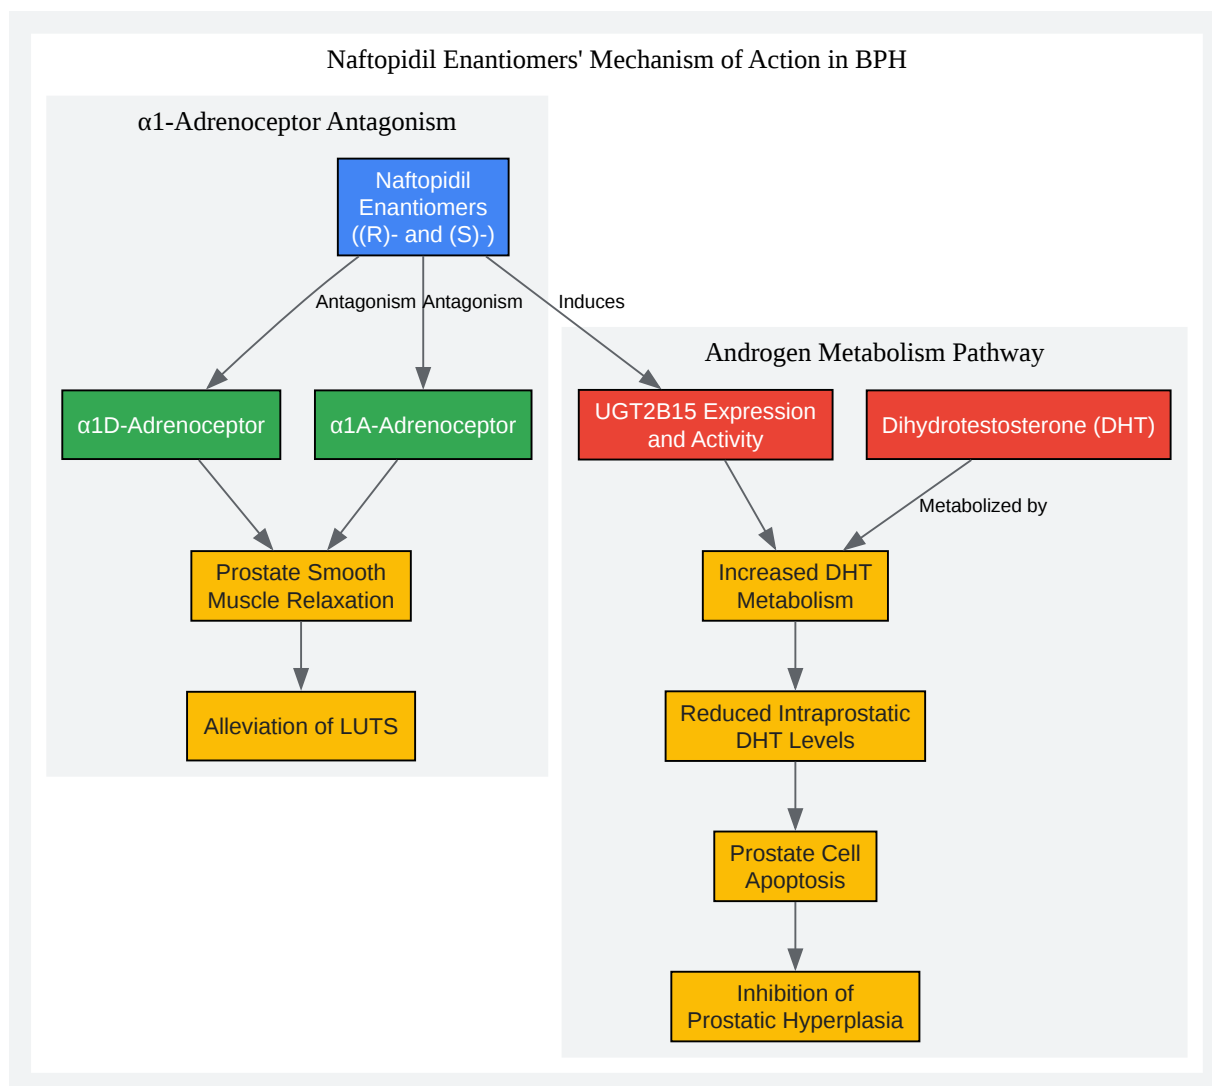 Naftopidil Enantiomers' Mechanism of Action in BPH
α1-Adrenoceptor Antagonism
Naftopidil
Enantiomers
((R)- and (S)-)
Antagonism
Antagonism
Induces
Androgen Metabolism Pathway
α1D-Adrenoceptor
α1A-Adrenoceptor
UGT2B15 Expression
and Activity
Dihydrotestosterone (DHT)
Metabolized by
Prostate Smooth
Muscle Relaxation
Increased DHT
Metabolism
Alleviation of LUTS
Reduced Intraprostatic
DHT Levels
Prostate Cell
Apoptosis
Inhibition of
Prostatic Hyperplasia